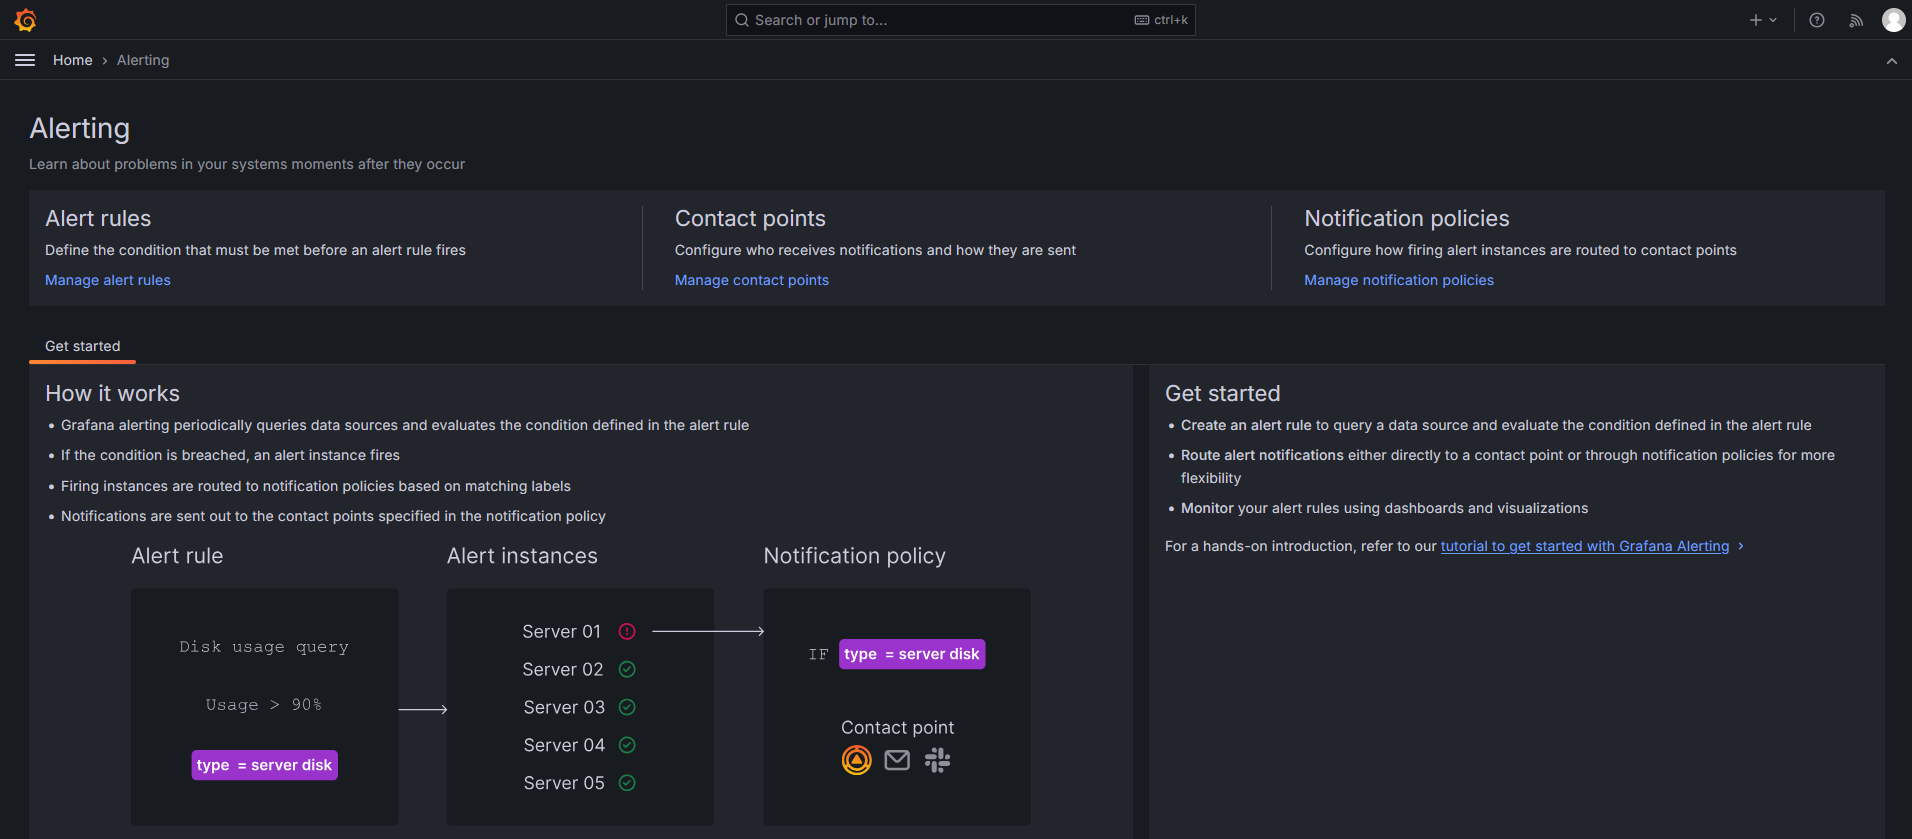 Search or jump to...
ctrl+k
Home › Alerting
Alerting
Learn about problems in your systems moments after they occur
Alert rules
Define the condition that must be met before an alert rule fires
Manage alert rules
Contact points
Configure who receives notifications and how they are sent
Manage contact points
Notification policies
Configure how firing alert instances are routed to contact points
Manage notification policies
Get started
How it works
• Grafana alerting periodically queries data sources and evaluates the condition defined in the alert rule
• If the condition is breached, an alert instance fires
• Firing instances are routed to notification policies based on matching labels
• Notifications are sent out to the contact points specified in the notification policy
Alert rule
Disk usage query
Usage > 90%
type = server disk
Alert instances
Server 01
Server 02
Server 03
Server 04
Server 05
Notification policy
IF type = server disk
Contact point
Get started
• Create an alert rule to query a data source and evaluate the condition defined in the alert rule
• Route alert notifications either directly to a contact point or through notification policies for more
flexibility
• Monitor your alert rules using dashboards and visualizations
For a hands-on introduction, refer to our tutorial to get started with Grafana Alerting ›